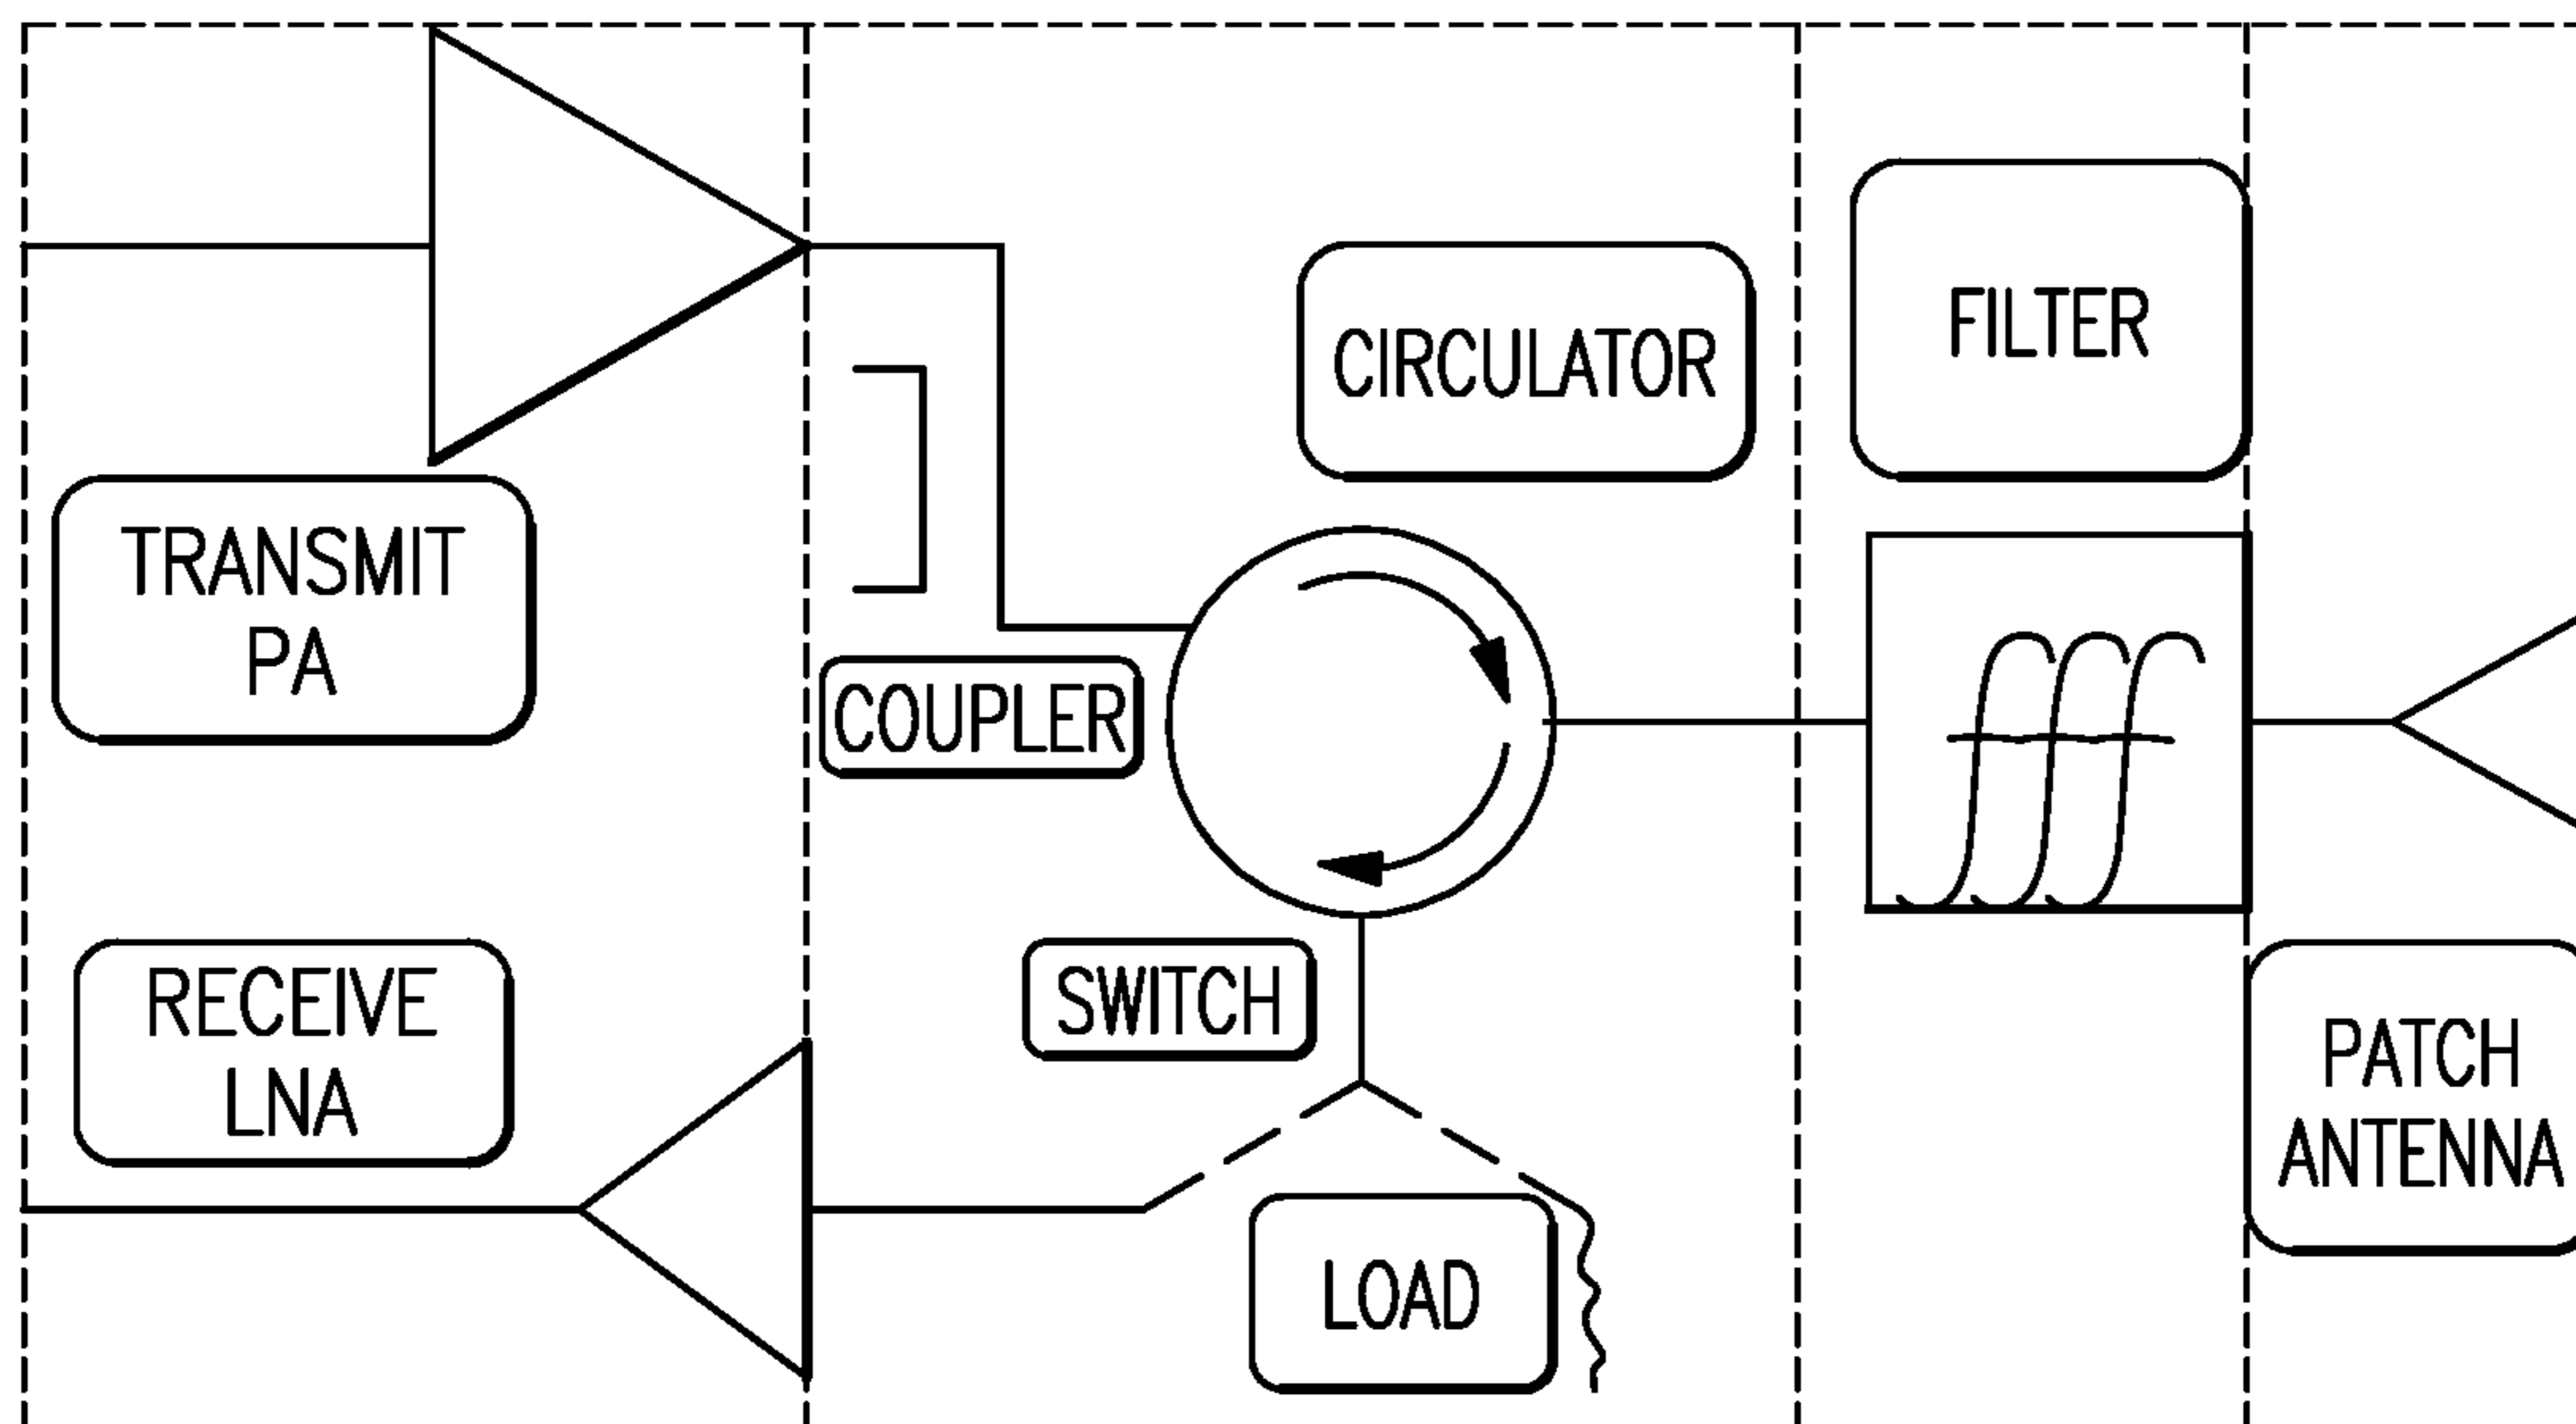 TRANSMIT
PA
COUPLER
CIRCULATOR
FILTER
RECEIVE
LNA
SWITCH
LOAD
PATCH
ANTENNA